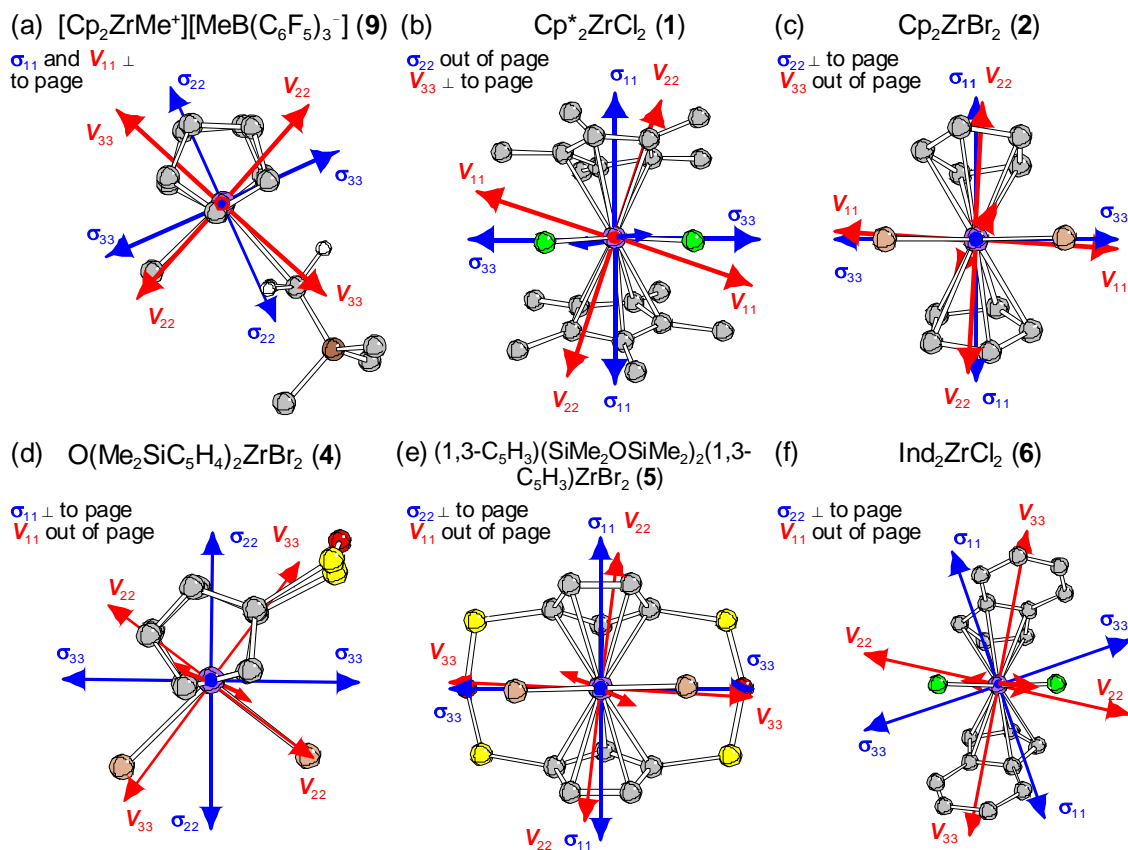 (a) [Cp₂ZrMe⁺][MeB(C₆F₅)₃⁻] (9)
σ₁₁ and V₁₁ ⊥
to page
σ₂₂
V₂₂
V₃₃
σ₃₃
σ₃₃
V₂₂
V₃₃
σ₂₂
(b) Cp*₂ZrCl₂ (1)
σ₂₂ out of page
V₃₃ ⊥ to page
σ₁₁
V₂₂
V₁₁
σ₃₃
σ₃₃
V₁₁
V₂₂
σ₁₁
(c) Cp₂ZrBr₂ (2)
σ₂₂ ⊥ to page
V₃₃ out of page
σ₁₁
V₂₂
V₁₁
σ₃₃
σ₃₃
V₁₁
V₂₂
σ₁₁
(d) O(Me₂SiC₅H₄)₂ZrBr₂ (4)
σ₁₁ ⊥ to page
V₁₁ out of page
σ₂₂
V₃₃
V₂₂
σ₃₃
σ₃₃
V₂₂
V₃₃
σ₂₂
(e) (1,3-C₅H₃)(SiMe₂OSiMe₂)₂(1,3-
C₅H₃)ZrBr₂ (5)
σ₂₂ ⊥ to page
V₁₁ out of page
σ₁₁
V₂₂
V₃₃
σ₃₃
σ₃₃
V₃₃
V₂₂
σ₁₁
(f) Ind₂ZrCl₂ (6)
σ₂₂ ⊥ to page
V₁₁ out of page
V₃₃
σ₁₁
σ₃₃
V₂₂
V₂₂
σ₃₃
σ₁₁
V₃₃